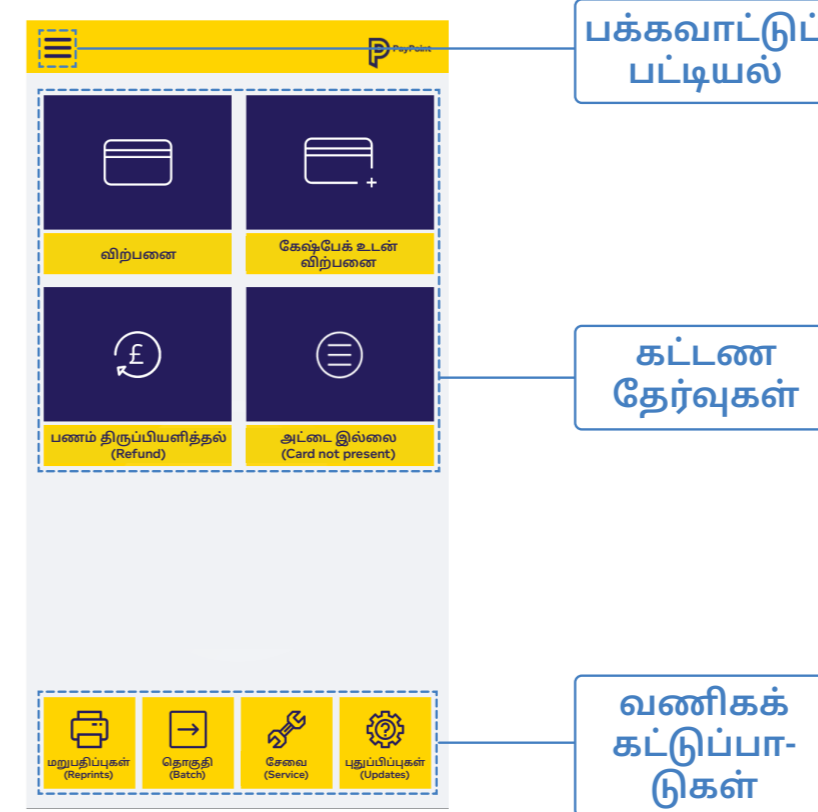 PayPoint
பக்கவாட்டுப்
பட்டியல்
விற்பனை
கேஷ்பேக் உடன்
விற்பனை
பணம் திருப்பியளித்தல்
(Refund)
அட்டை இல்லை
(Card not present)
கட்டண
தேர்வுகள்
மறுபதிப்புகள்
(Reprints)
தொகுதி
(Batch)
சேவை
(Service)
புதுப்பிப்புகள்
(Updates)
வணிகக்
கட்டுப்பா-
டுகள்